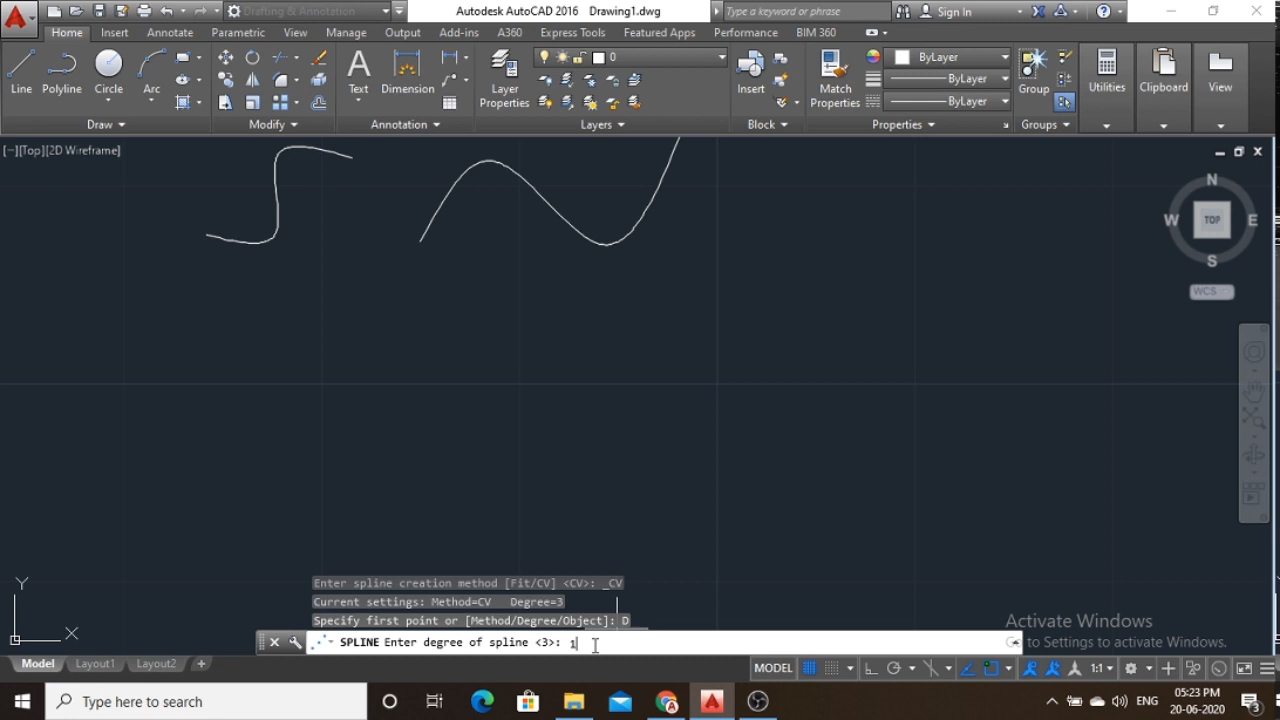 Drafting & Annotation
Autodesk AutoCAD 2016 Drawing1.dwg
Type a keyword or phrase
Sign In
Home Insert Annotate Parametric View Manage Output Add-ins A360 Express Tools Featured Apps Performance BIM 360
0
ByLayer
ByLayer
ByLayer
Line Polyline Circle Arc Text Dimension Layer Properties Insert Match Properties Group Utilities Clipboard View
Draw Modify Annotation Layers Block Properties Groups
[−][Top][2D Wireframe]
N
W TOP E
S
WCS
Y
X
Enter spline creation method [Fit/CV] <CV>: _CV
Current settings: Method=CV Degree=3
Specify first point or [Method/Degree/Object]: D
SPLINE Enter degree of spline <3>: 1
Activate Windows
to Settings to activate Windows.
Model Layout1 Layout2 +
MODEL 1:1
Type here to search
ENG
05:23 PM
20-06-2020
3